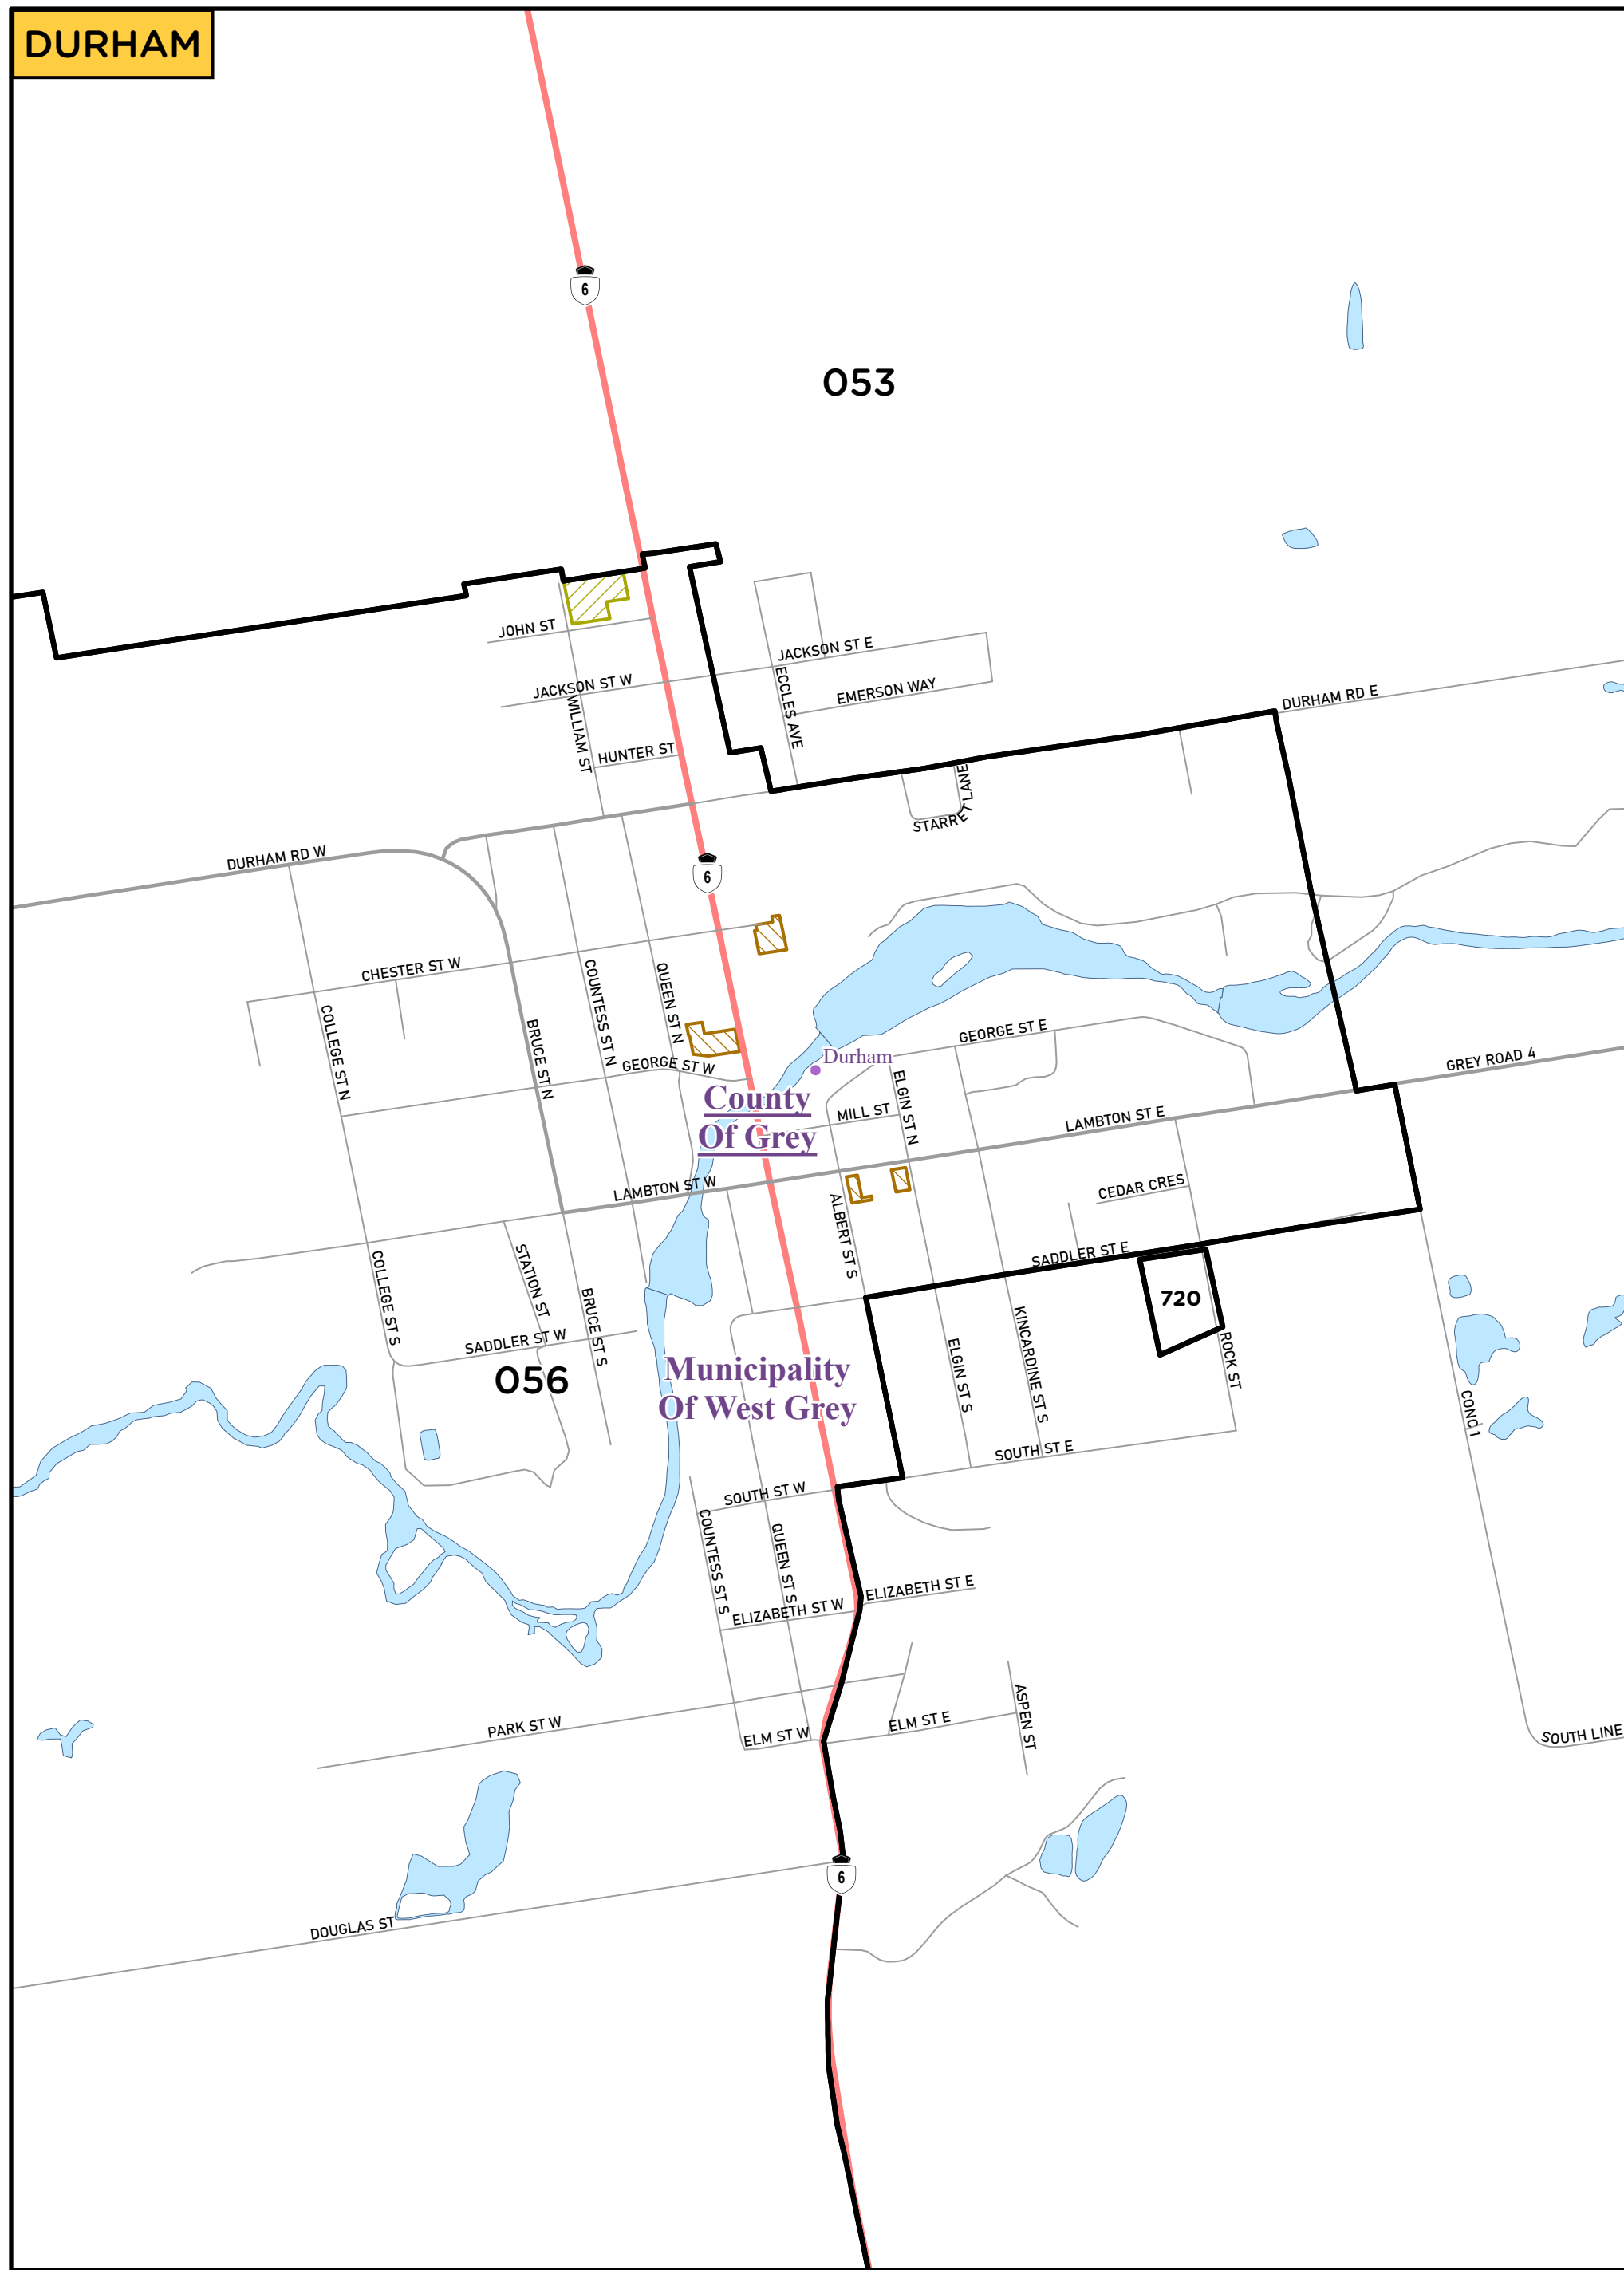 DURHAM
6
053
JOHN ST
JACKSON ST E
JACKSON ST W
EMERSON WAY
ECCLES AVE
WILLIAM ST
DURHAM RD E
HUNTER ST
STARRET LANE
DURHAM RD W
6
CHESTER ST W
COUNTESS ST N
QUEEN ST N
COLLEGE ST N
BRUCE ST N
GEORGE ST E
GEORGE ST W
Durham
GREY ROAD 4
ELGIN ST N
County
Of Grey
MILL ST
LAMBTON ST E
LAMBTON ST W
CEDAR CRES
ALBERT ST S
SADDLER ST E
COLLEGE ST S
STATION ST
BRUCE ST S
720
SADDLER ST W
KINCARDINE ST S
ROCK ST
ELGIN ST S
056
Municipality
Of West Grey
CONC 1
SOUTH ST E
SOUTH ST W
COUNTESS ST S
QUEEN ST S
ELIZABETH ST E
ELIZABETH ST W
ASPEN ST
PARK ST W
ELM ST W
ELM ST E
SOUTH LINE
6
DOUGLAS ST